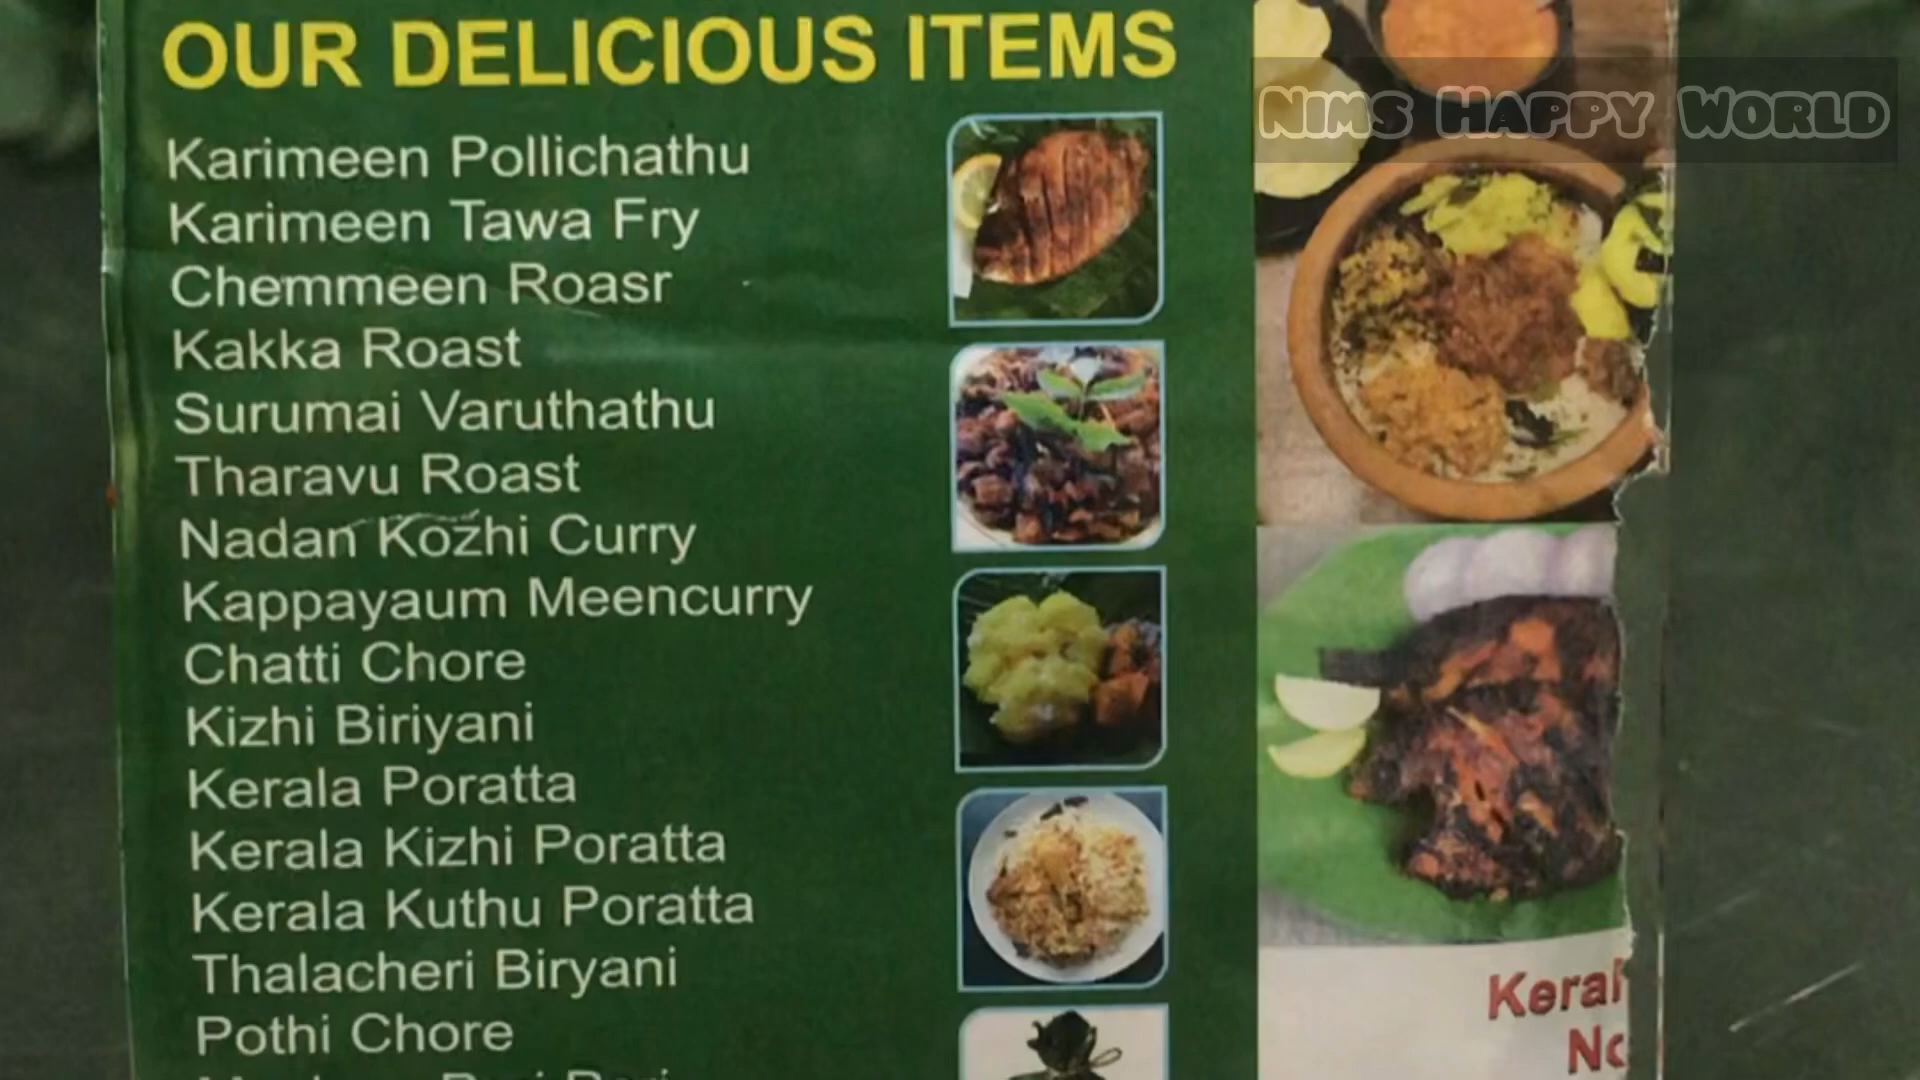 OUR DELICIOUS ITEMS
Nims Happy World
Karimeen Pollichathu
Karimeen Tawa Fry
Chemmeen Roasr
Kakka Roast
Surumai Varuthathu
Tharavu Roast
Nadan Kozhi Curry
Kappayaum Meencurry
Chatti Chore
Kizhi Biriyani
Kerala Poratta
Kerala Kizhi Poratta
Kerala Kuthu Poratta
Thalacheri Biryani
Pothi Chore